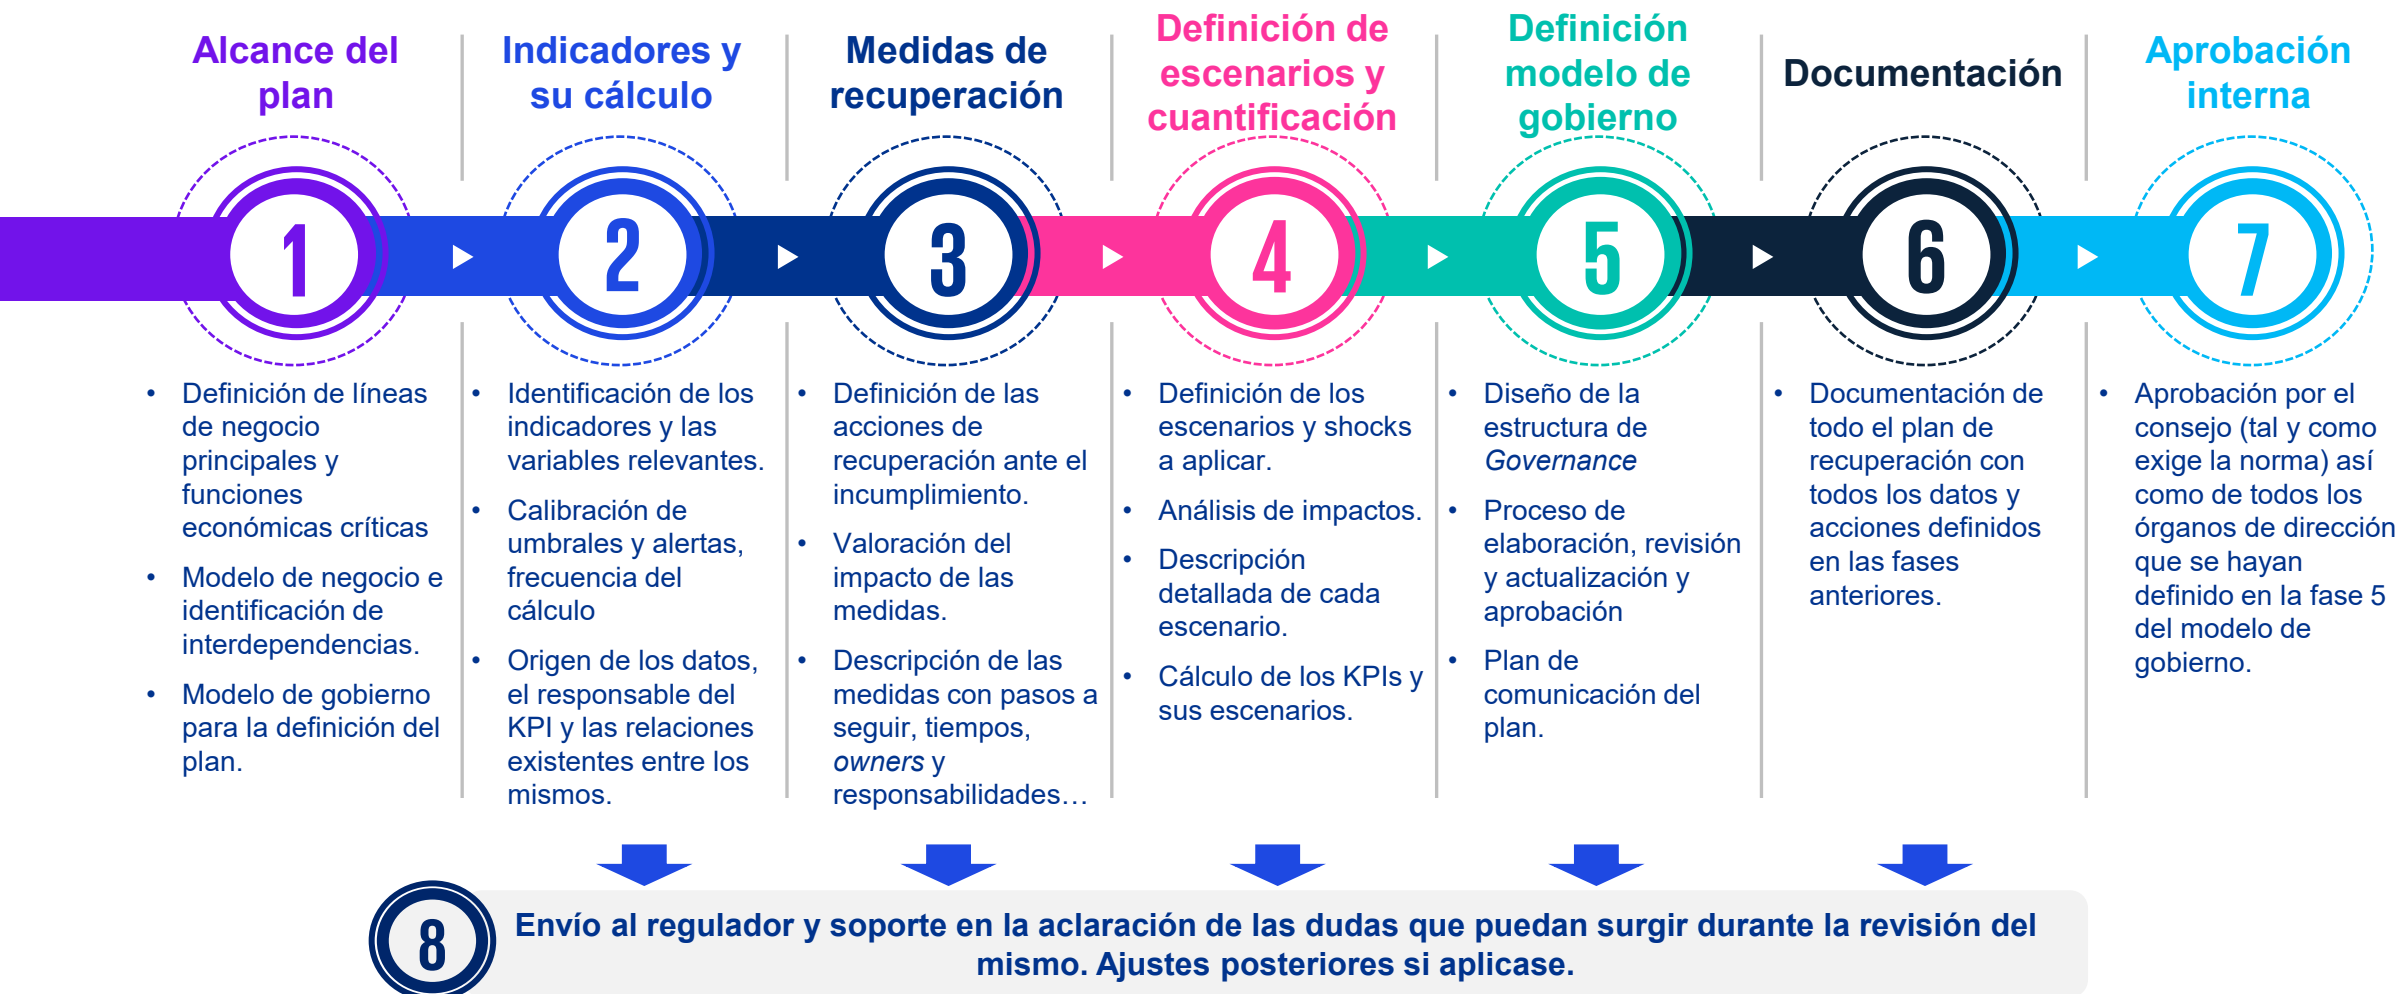 Alcance del
plan
Indicadores y
su cálculo
Medidas de
recuperación
Definición de
escenarios y
cuantificación
Definición
modelo de
gobierno
Documentación
Aprobación
interna
1
2
3
4
5
6
7
• Definición de líneas
de negocio
principales y
funciones
económicas críticas
• Modelo de negocio e
identificación de
interdependencias.
• Modelo de gobierno
para la definición del
plan.
• Identificación de los
indicadores y las
variables relevantes.
• Calibración de
umbrales y alertas,
frecuencia del
cálculo
• Origen de los datos,
el responsable del
KPI y las relaciones
existentes entre los
mismos.
• Definición de las
acciones de
recuperación ante el
incumplimiento.
• Valoración del
impacto de las
medidas.
• Descripción de las
medidas con pasos a
seguir, tiempos,
owners y
responsabilidades…
• Definición de los
escenarios y shocks
a aplicar.
• Análisis de impactos.
• Descripción
detallada de cada
escenario.
• Cálculo de los KPIs y
sus escenarios.
• Diseño de la
estructura de
Governance
• Proceso de
elaboración, revisión
y actualización y
aprobación
• Plan de
comunicación del
plan.
• Documentación de
todo el plan de
recuperación con
todos los datos y
acciones definidos
en las fases
anteriores.
• Aprobación por el
consejo (tal y como
exige la norma) así
como de todos los
órganos de dirección
que se hayan
definido en la fase 5
del modelo de
gobierno.
8
Envío al regulador y soporte en la aclaración de las dudas que puedan surgir durante la revisión del
mismo. Ajustes posteriores si aplicase.